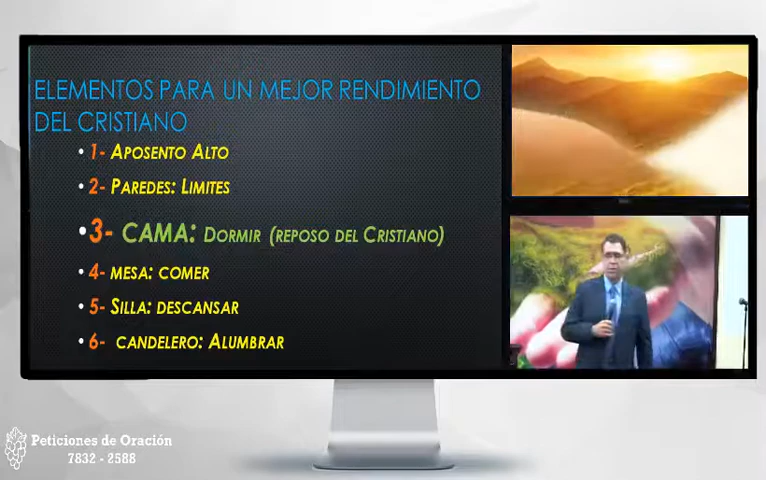 ELEMENTOS PARA UN MEJOR RENDIMIENTO
DEL CRISTIANO
• 1- APOSENTO ALTO
• 2- PAREDES: LIMITES
• 3- CAMA: DORMIR (REPOSO DEL CRISTIANO)
• 4- MESA: COMER
• 5- SILLA: DESCANSAR
• 6- CANDELERO: ALUMBRAR
Peticiones de Oración
7832 - 2588